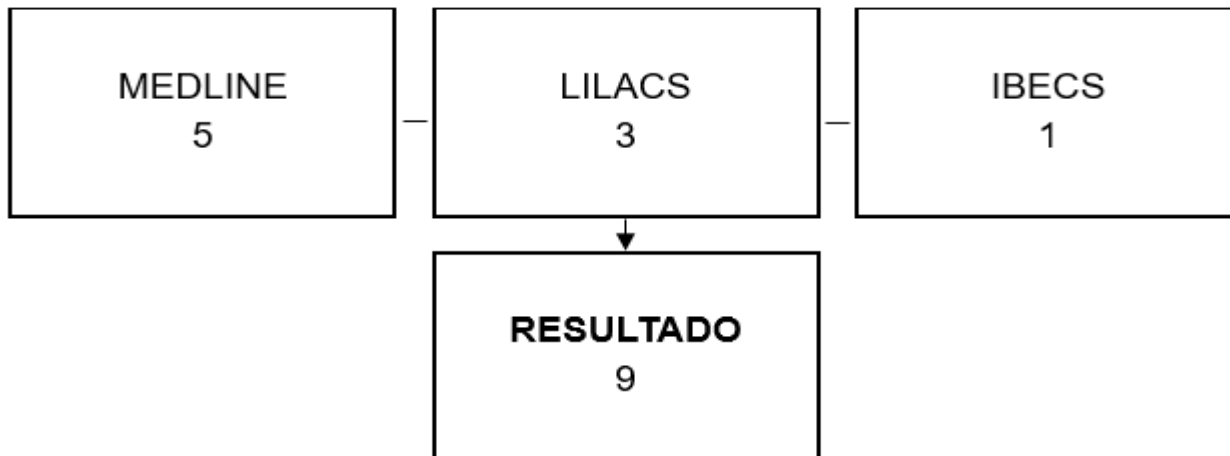 MEDLINE
5
LILACS
3
IBECS
1
RESULTADO
9